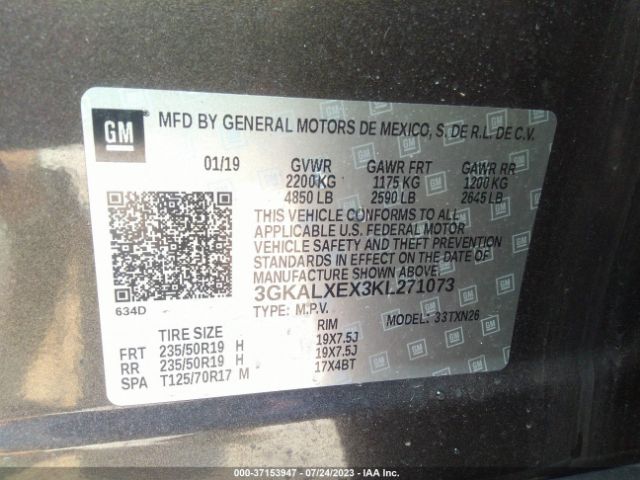 GM
MFD BY GENERAL MOTORS DE MEXICO, S. DE R.L. DE C.V.
01/19 GVWR GAWR FRT GAWR RR
2200 KG 1175 KG 1200 KG
4850 LB 2590 LB 2645 LB
THIS VEHICLE CONFORMS TO ALL
APPLICABLE U.S. FEDERAL MOTOR
VEHICLE SAFETY AND THEFT PREVENTION
STANDARDS IN EFFECT ON THE DATE OF
MANUFACTURE SHOWN ABOVE.
3GKALXEX3KL271073
634D TYPE: M.P.V. MODEL: 33TXN26
TIRE SIZE RIM
FRT 235/50R19 H 19X7.5J
RR 235/50R19 H 19X7.5J
SPA T125/70R17 M 17X4BT
000-37153947 - 07/24/2023 - IAA Inc.